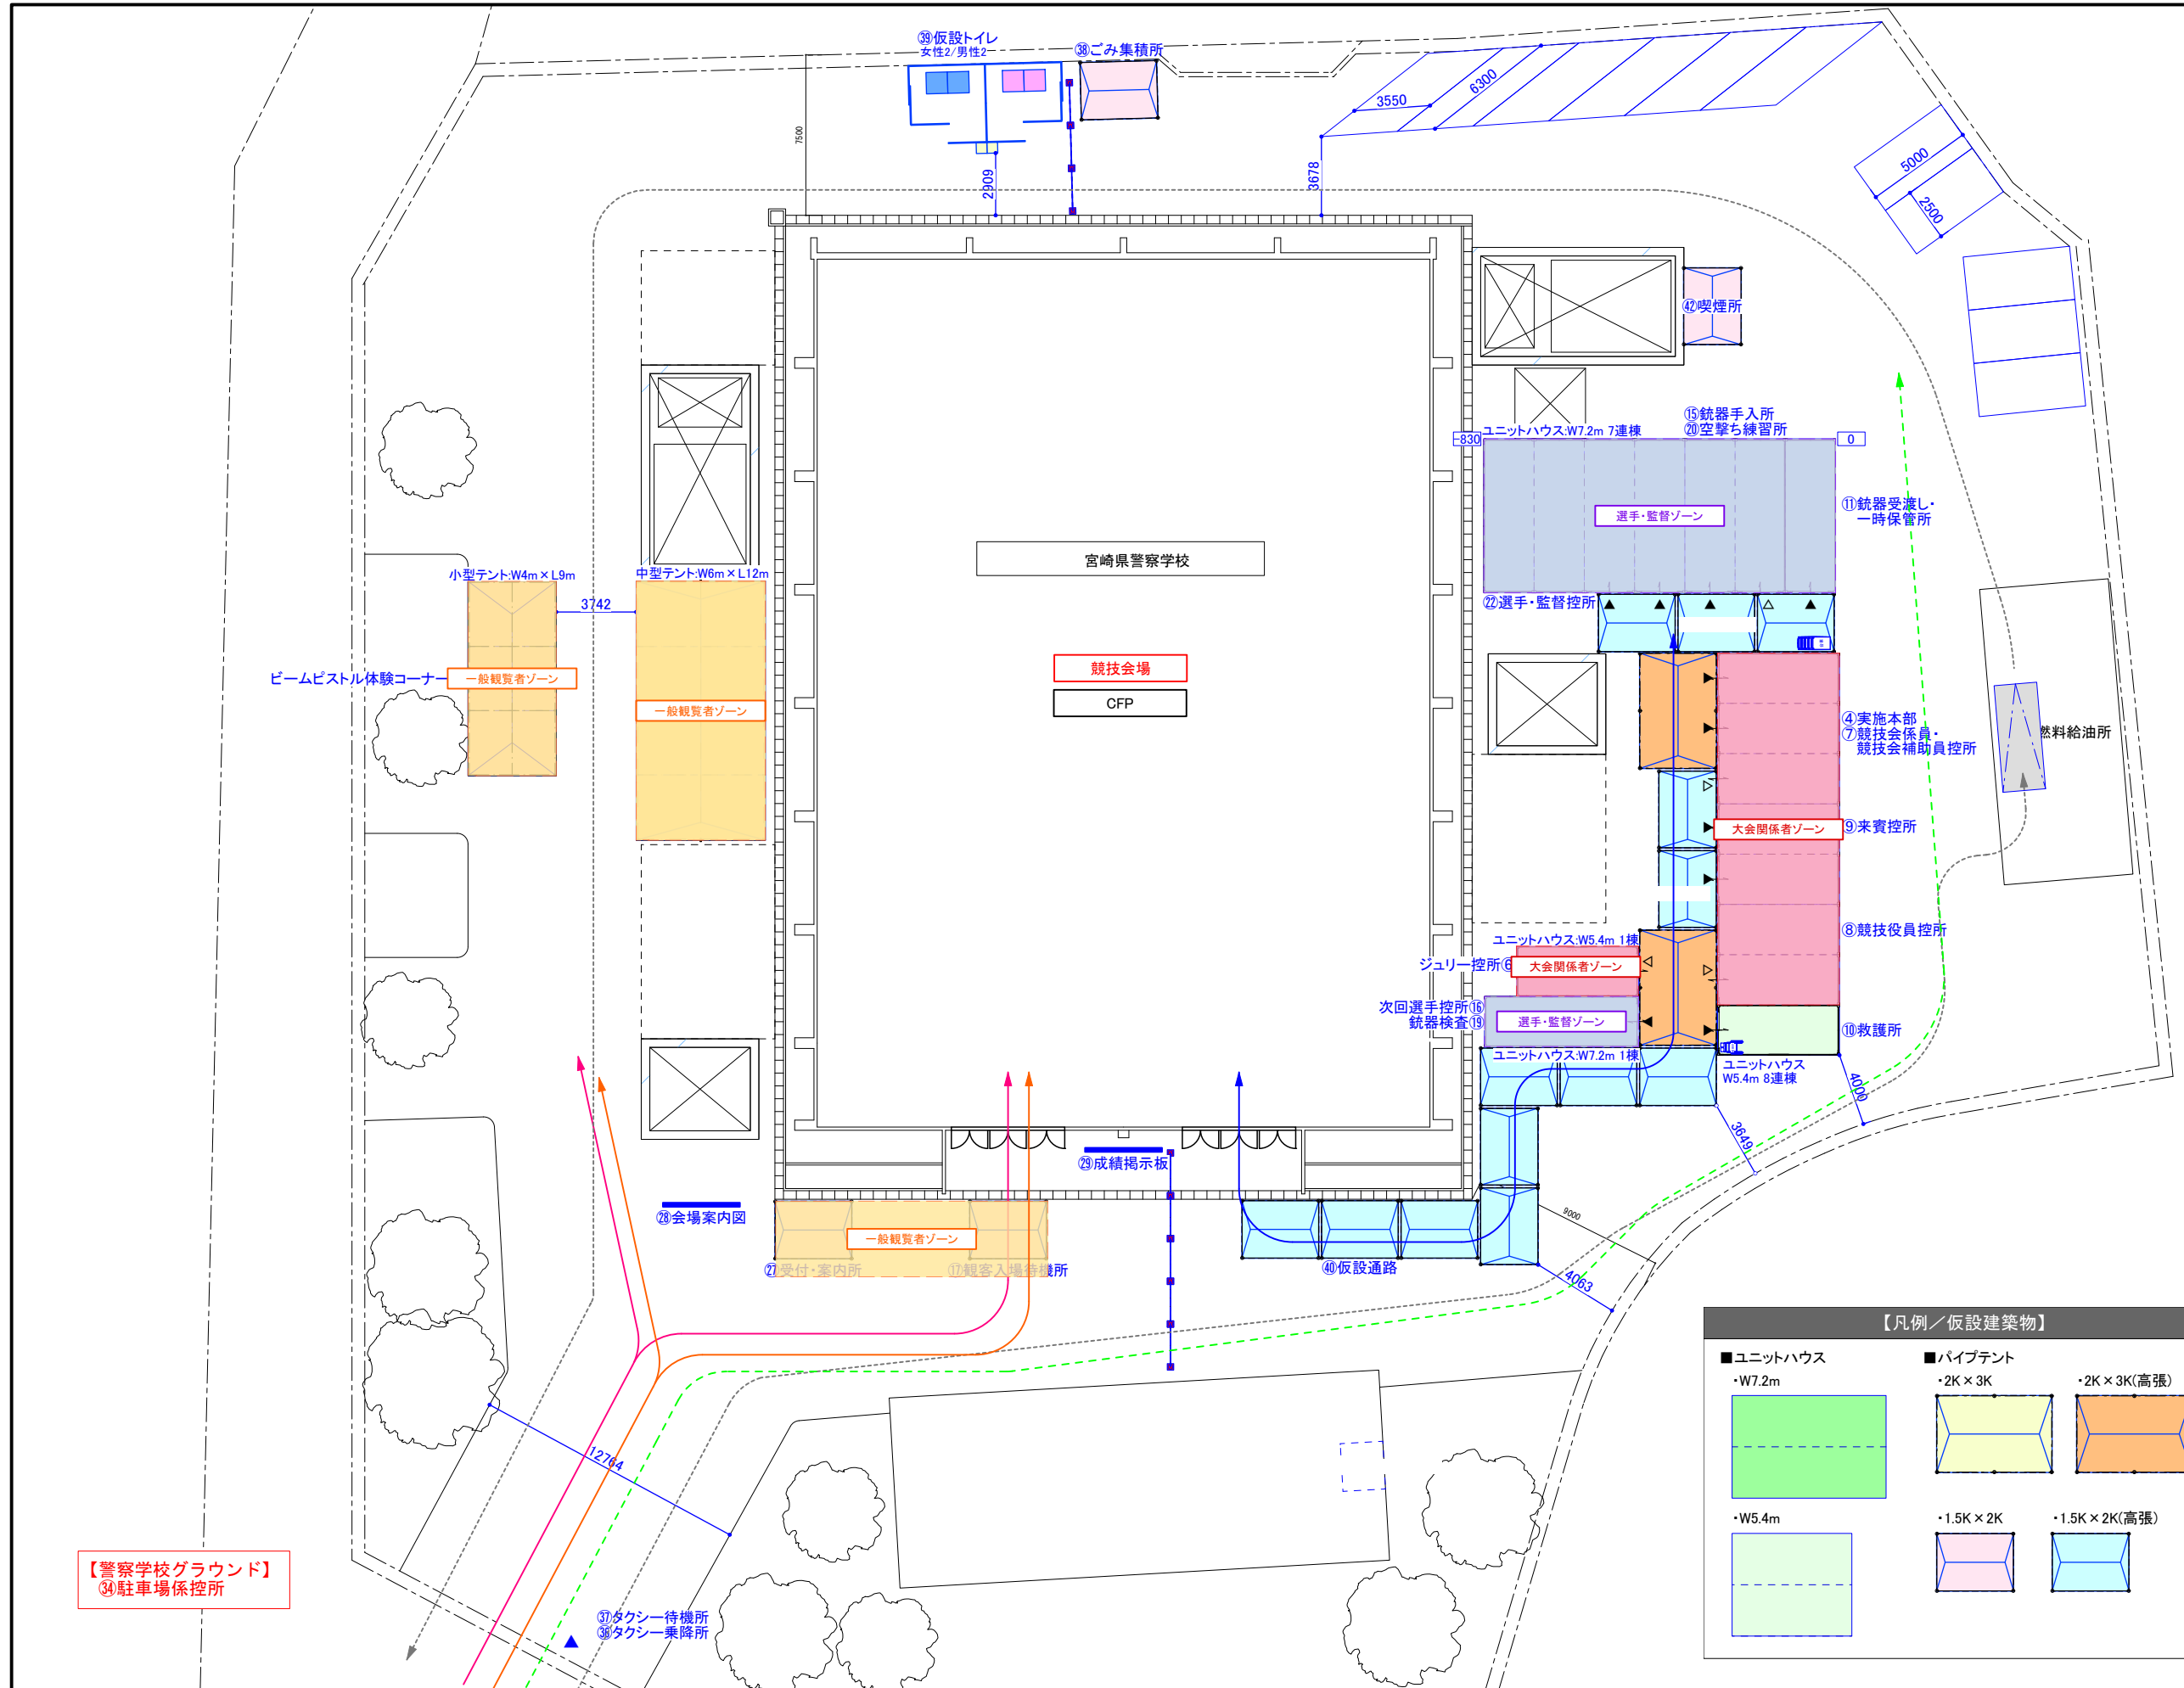 ㊴仮設トイレ
女性2/男性2
㊳ごみ集積所
7500
2909
3678
3550
6300
5000
2500
㊷喫煙所
⑮銃器手入所
⑳空撃ち練習所
-830
ユニットハウス:W7.2m 7連棟
0
選手・監督ゾーン
⑪銃器受渡し・
一時保管所
宮崎県警察学校
小型テント:W4m×L9m
中型テント:W6m×L12m
3742
㉒選手・監督控所
ビームピストル体験コーナー
一般観覧者ゾーン
一般観覧者ゾーン
競技会場
CFP
④実施本部
⑦競技会係員・
競技会補助員控所
燃料給油所
大会関係者ゾーン
⑨来賓控所
⑧競技役員控所
ユニットハウス:W5.4m 1棟
ジュリー控所⑥
大会関係者ゾーン
次回選手控所⑯
銃器検査⑲
選手・監督ゾーン
⑩救護所
ユニットハウス:W7.2m 1棟
ユニットハウス
W5.4m 8連棟
4000
3649
㉙成績掲示板
㉘会場案内図
9000
一般観覧者ゾーン
㉗受付・案内所
⑰観客入場待機所
㊵仮設通路
4063
12764
【警察学校グラウンド】
㉞駐車場係控所
㊲タクシー待機所
㊱タクシー乗降所
【凡例／仮設建築物】
■ユニットハウス
■パイプテント
・W7.2m
・2K×3K
・2K×3K(高張)
・W5.4m
・1.5K×2K
・1.5K×2K(高張)